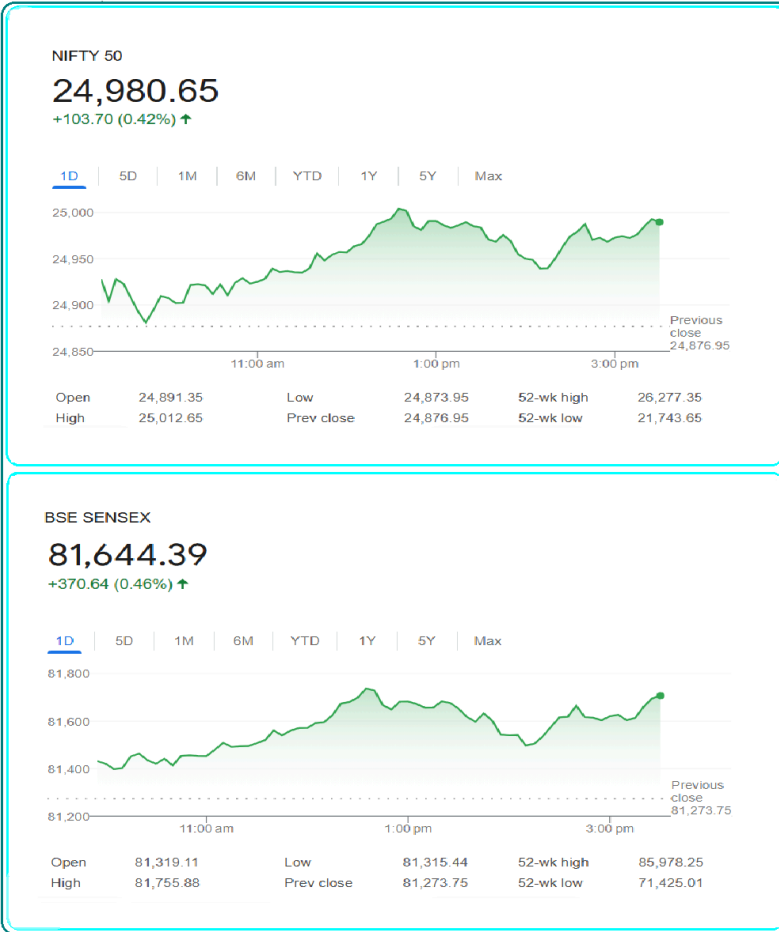 NIFTY 50
24,980.65
+103.70 (0.42%) ↑
1D 5D 1M 6M YTD 1Y 5Y Max
25,000
24,950
24,900
24,850
Previous
close
24,876.95
11:00 am 1:00 pm 3:00 pm
Open 24,891.35 Low 24,873.95 52-wk high 26,277.35
High 25,012.65 Prev close 24,876.95 52-wk low 21,743.65
BSE SENSEX
81,644.39
+370.64 (0.46%) ↑
1D 5D 1M 6M YTD 1Y 5Y Max
81,800
81,600
81,400
81,200
Previous
close
81,273.75
11:00 am 1:00 pm 3:00 pm
Open 81,319.11 Low 81,315.44 52-wk high 85,978.25
High 81,755.88 Prev close 81,273.75 52-wk low 71,425.01